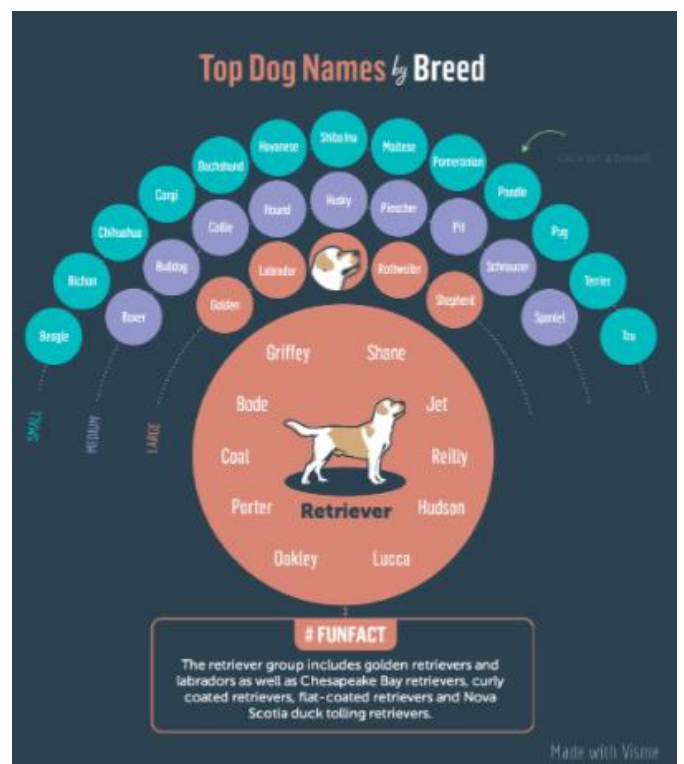 Top Dog Names by Breed
Shiba Inu
Havanese
Maltese
Dachshund
Pomeranian
Corgi
Poodle
Chihuahua
Pug
Bichon
Terrier
Beagle
Tzu
Husky
Hound
Pinscher
Collie
Pit
Bulldog
Schnauzer
Boxer
Spaniel
Labrador
Rottweiler
Golden
Shepherd
SMALL
MEDIUM
LARGE
Griffey Shane
Bode Jet
Coal Reilly
Porter Retriever Hudson
Oakley Lucca
# FUNFACT
The retriever group includes golden retrievers and
labradors as well as Chesapeake Bay retrievers, curly
coated retrievers, flat-coated retrievers and Nova
Scotia duck tolling retrievers.
Made with Visme